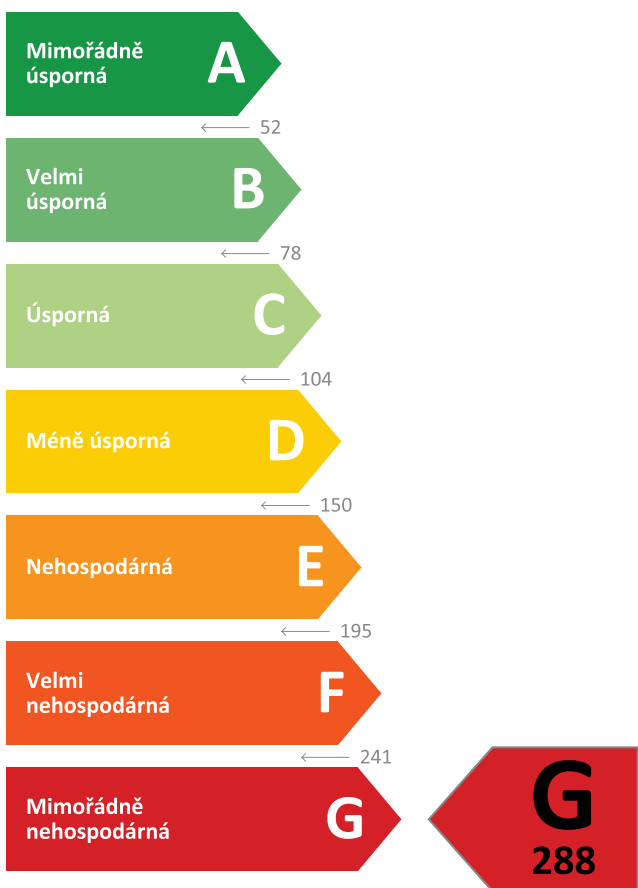 Mimořádně
úsporná
A
52
Velmi
úsporná
B
78
Úsporná
C
104
Méně úsporná
D
150
Nehospodárná
E
195
Velmi
nehospodárná
F
241
Mimořádně
nehospodárná
G
G
288